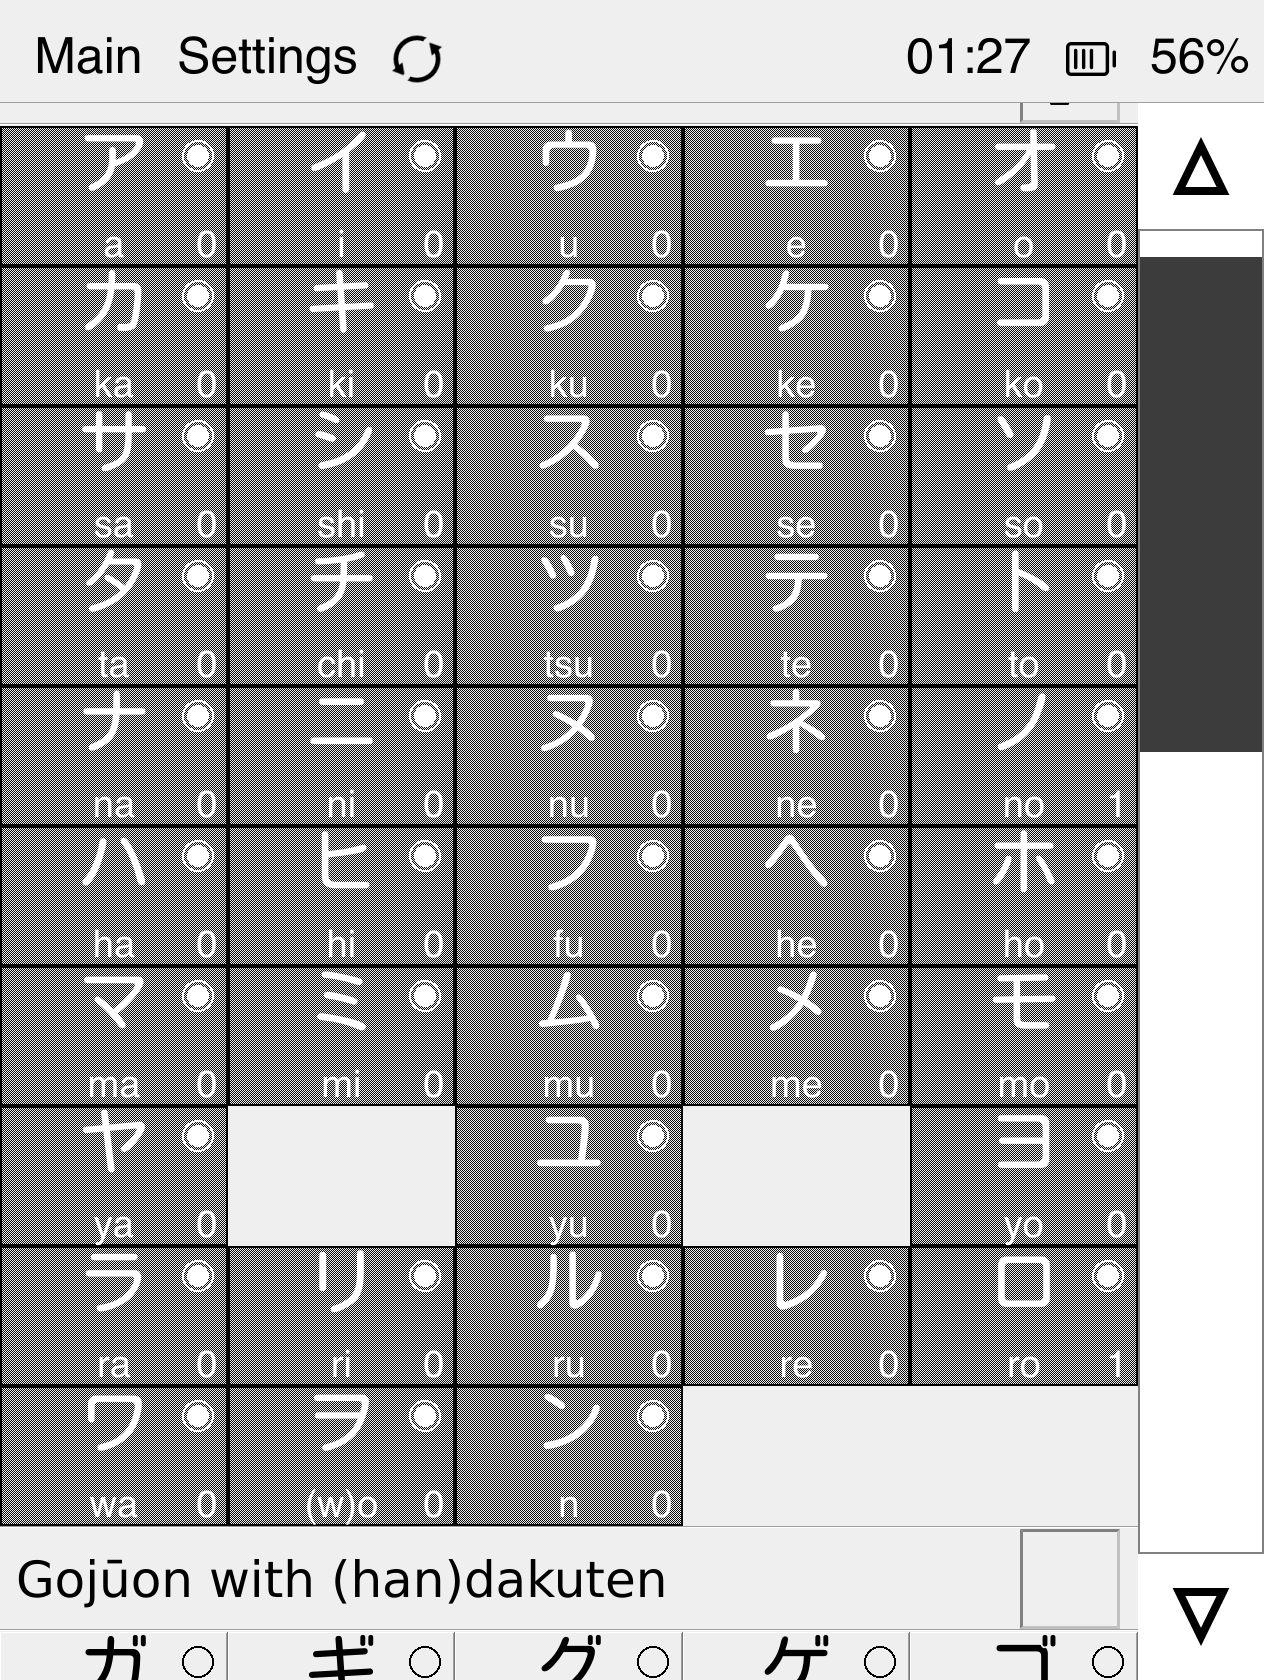 Main Settings 01:27 56%
ア イ ウ エ オ
a 0 i 0 u 0 e 0 o 0
カ キ ク ケ コ
ka 0 ki 0 ku 0 ke 0 ko 0
サ シ ス セ ソ
sa 0 shi 0 su 0 se 0 so 0
タ チ ツ テ ト
ta 0 chi 0 tsu 0 te 0 to 0
ナ ニ ヌ ネ ノ
na 0 ni 0 nu 0 ne 0 no 1
ハ ヒ フ ヘ ホ
ha 0 hi 0 fu 0 he 0 ho 0
マ ミ ム メ モ
ma 0 mi 0 mu 0 me 0 mo 0
ヤ ユ ヨ
ya 0 yu 0 yo 0
ラ リ ル レ ロ
ra 0 ri 0 ru 0 re 0 ro 1
ワ ヲ ン
wa 0 (w)o 0 n 0
Gojūon with (han)dakuten
ガ ギ グ ゲ ゴ